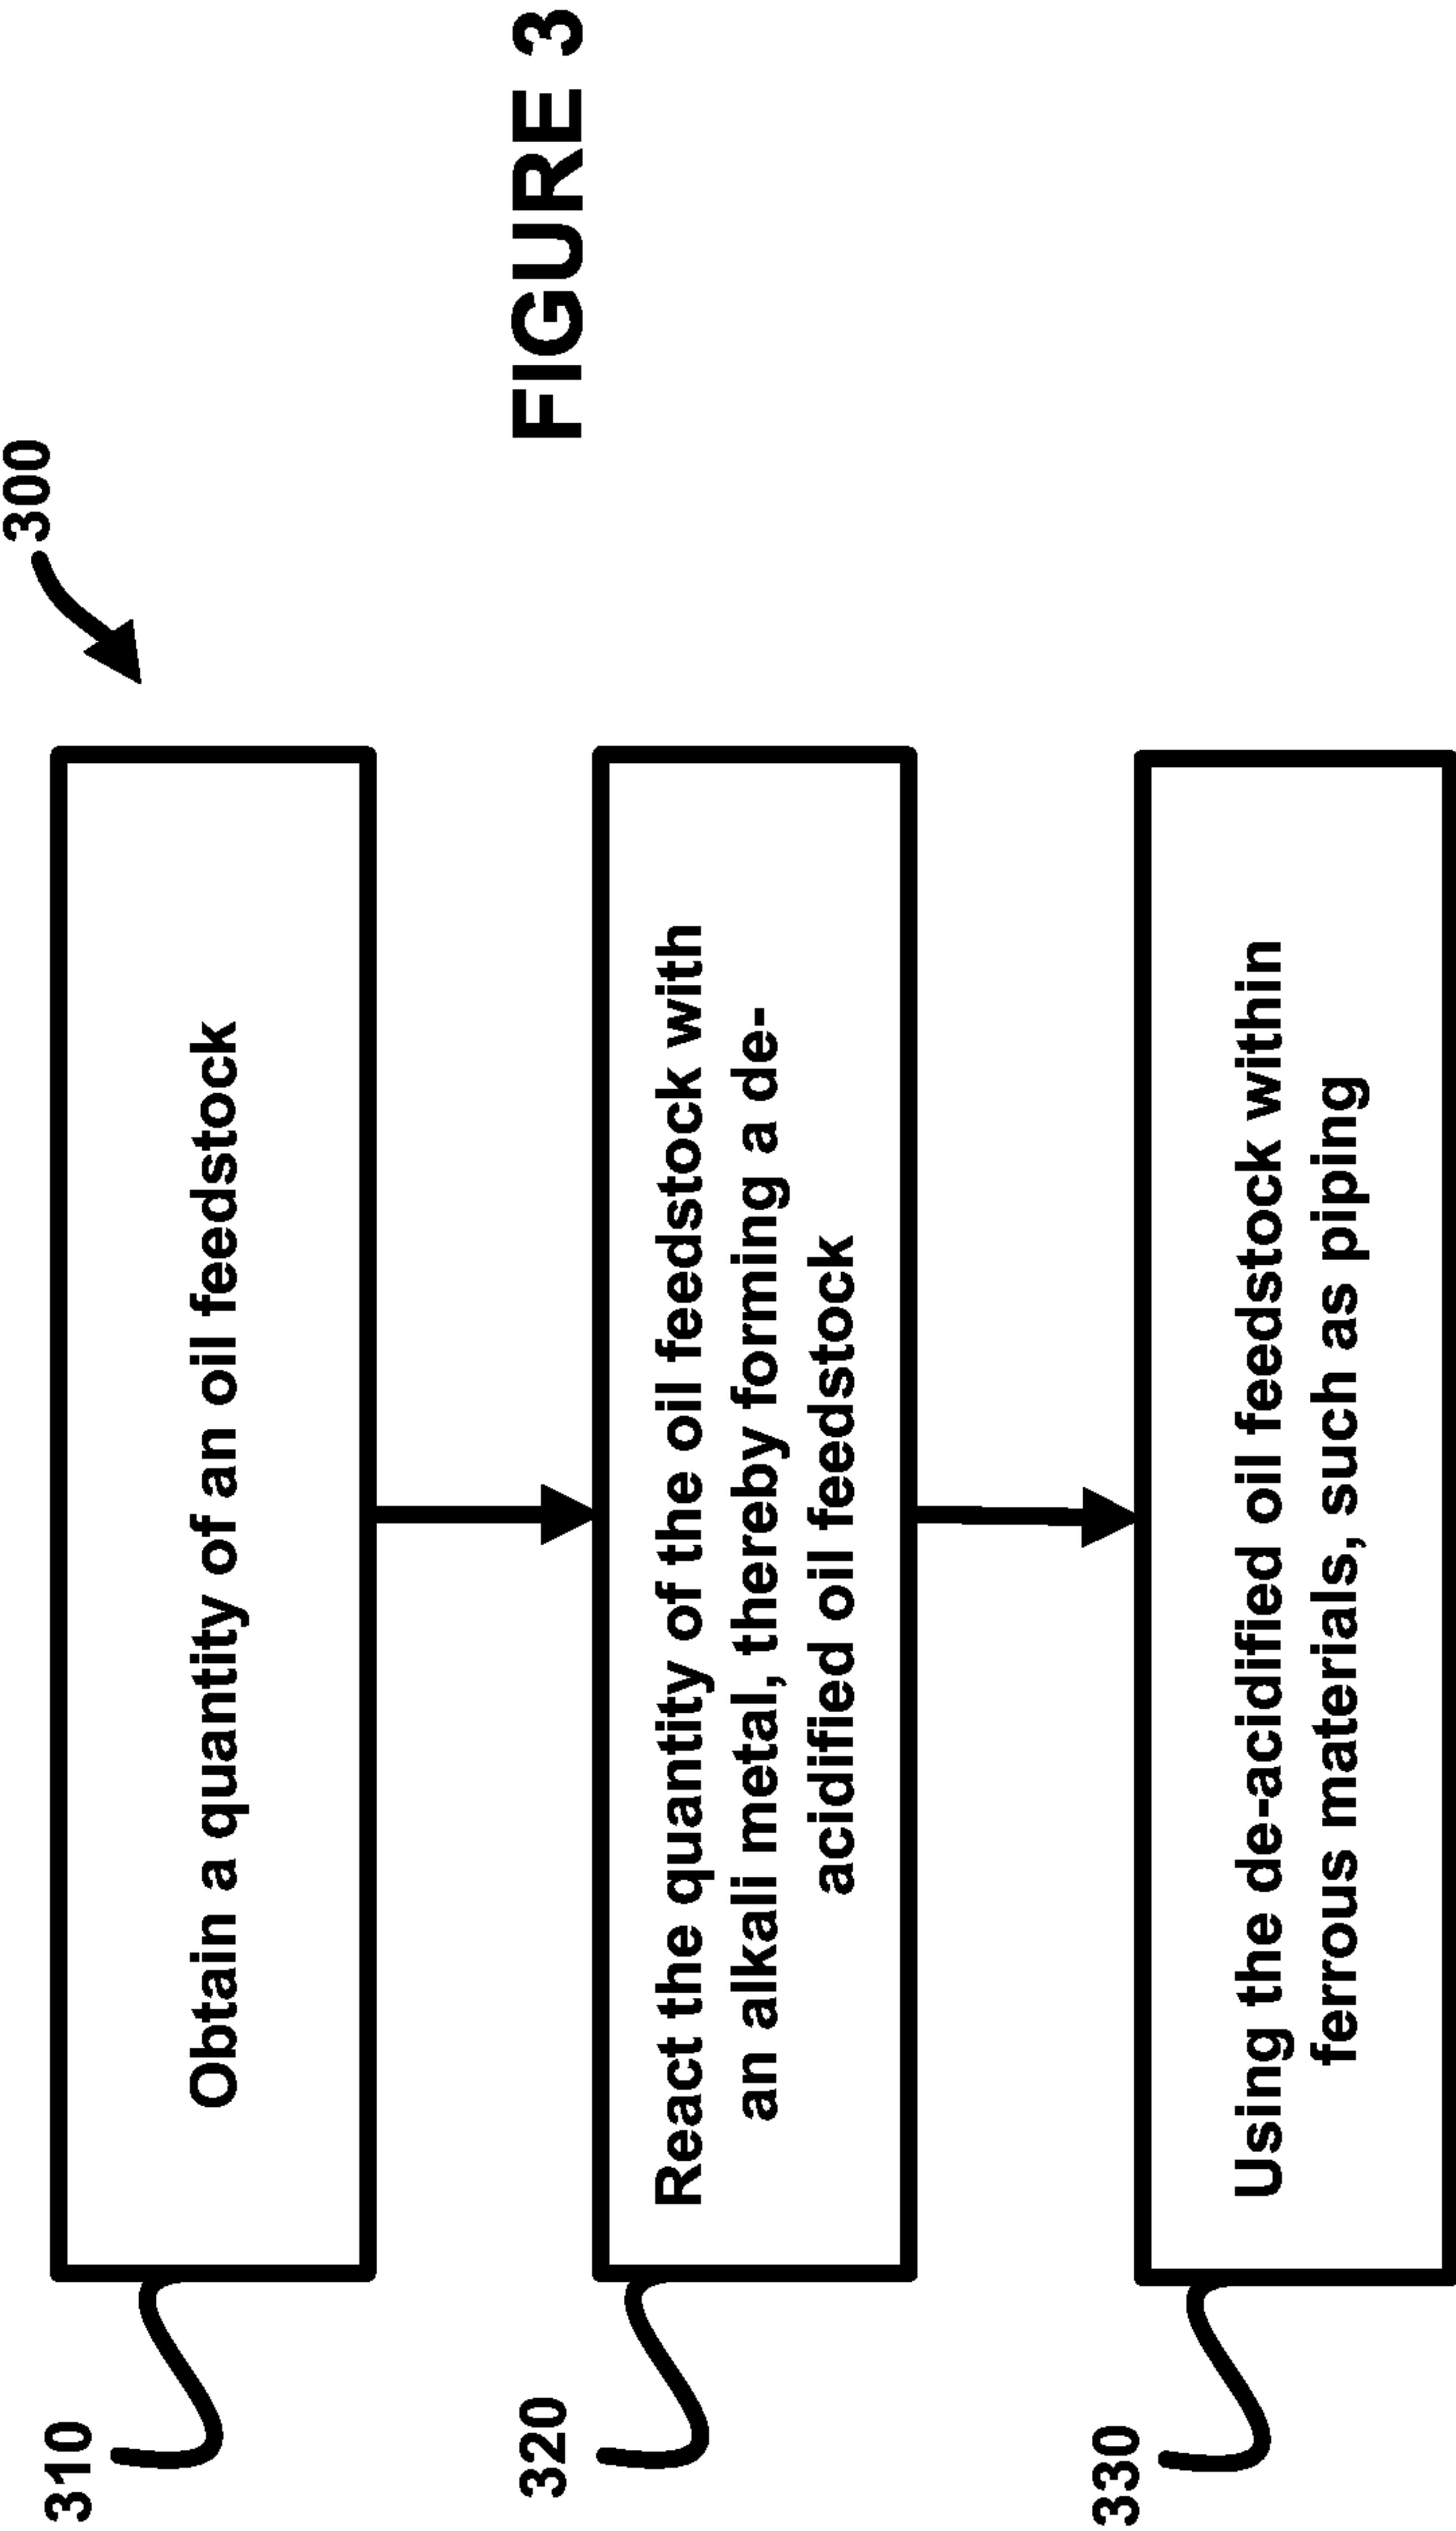 300
310
Obtain a quantity of an oil feedstock
320
React the quantity of the oil feedstock with
an alkali metal, thereby forming a de-
acidified oil feedstock
330
Using the de-acidified oil feedstock within
ferrous materials, such as piping
FIGURE 3